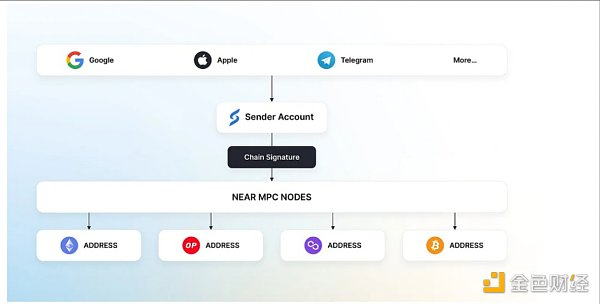 Google
Apple
Telegram
More...
Sender Account
Chain Signature
NEAR MPC NODES
ADDRESS
OP ADDRESS
ADDRESS
ADDRESS
金色财经